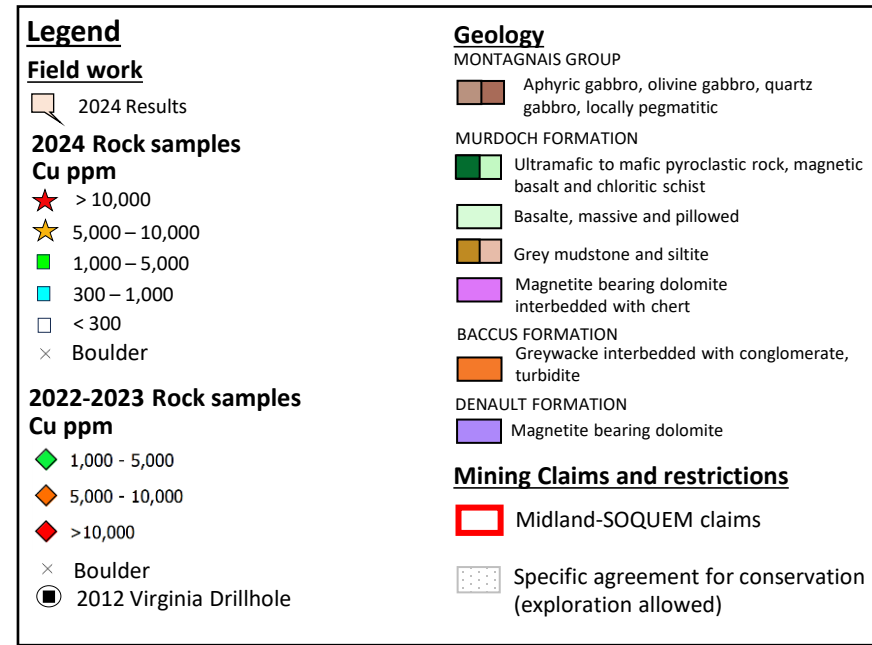 Legend
Field work
2024 Results
2024 Rock samples
Cu ppm
> 10,000
5,000 – 10,000
1,000 – 5,000
300 – 1,000
< 300
Boulder
2022-2023 Rock samples
Cu ppm
1,000 - 5,000
5,000 - 10,000
>10,000
Boulder
2012 Virginia Drillhole
Geology
MONTAGNAIS GROUP
Aphyric gabbro, olivine gabbro, quartz
gabbro, locally pegmatitic
MURDOCH FORMATION
Ultramafic to mafic pyroclastic rock, magnetic
basalt and chloritic schist
Basalte, massive and pillowed
Grey mudstone and siltite
Magnetite bearing dolomite
interbedded with chert
BACCUS FORMATION
Greywacke interbedded with conglomerate,
turbidite
DENAULT FORMATION
Magnetite bearing dolomite
Mining Claims and restrictions
Midland-SOQUEM claims
Specific agreement for conservation
(exploration allowed)